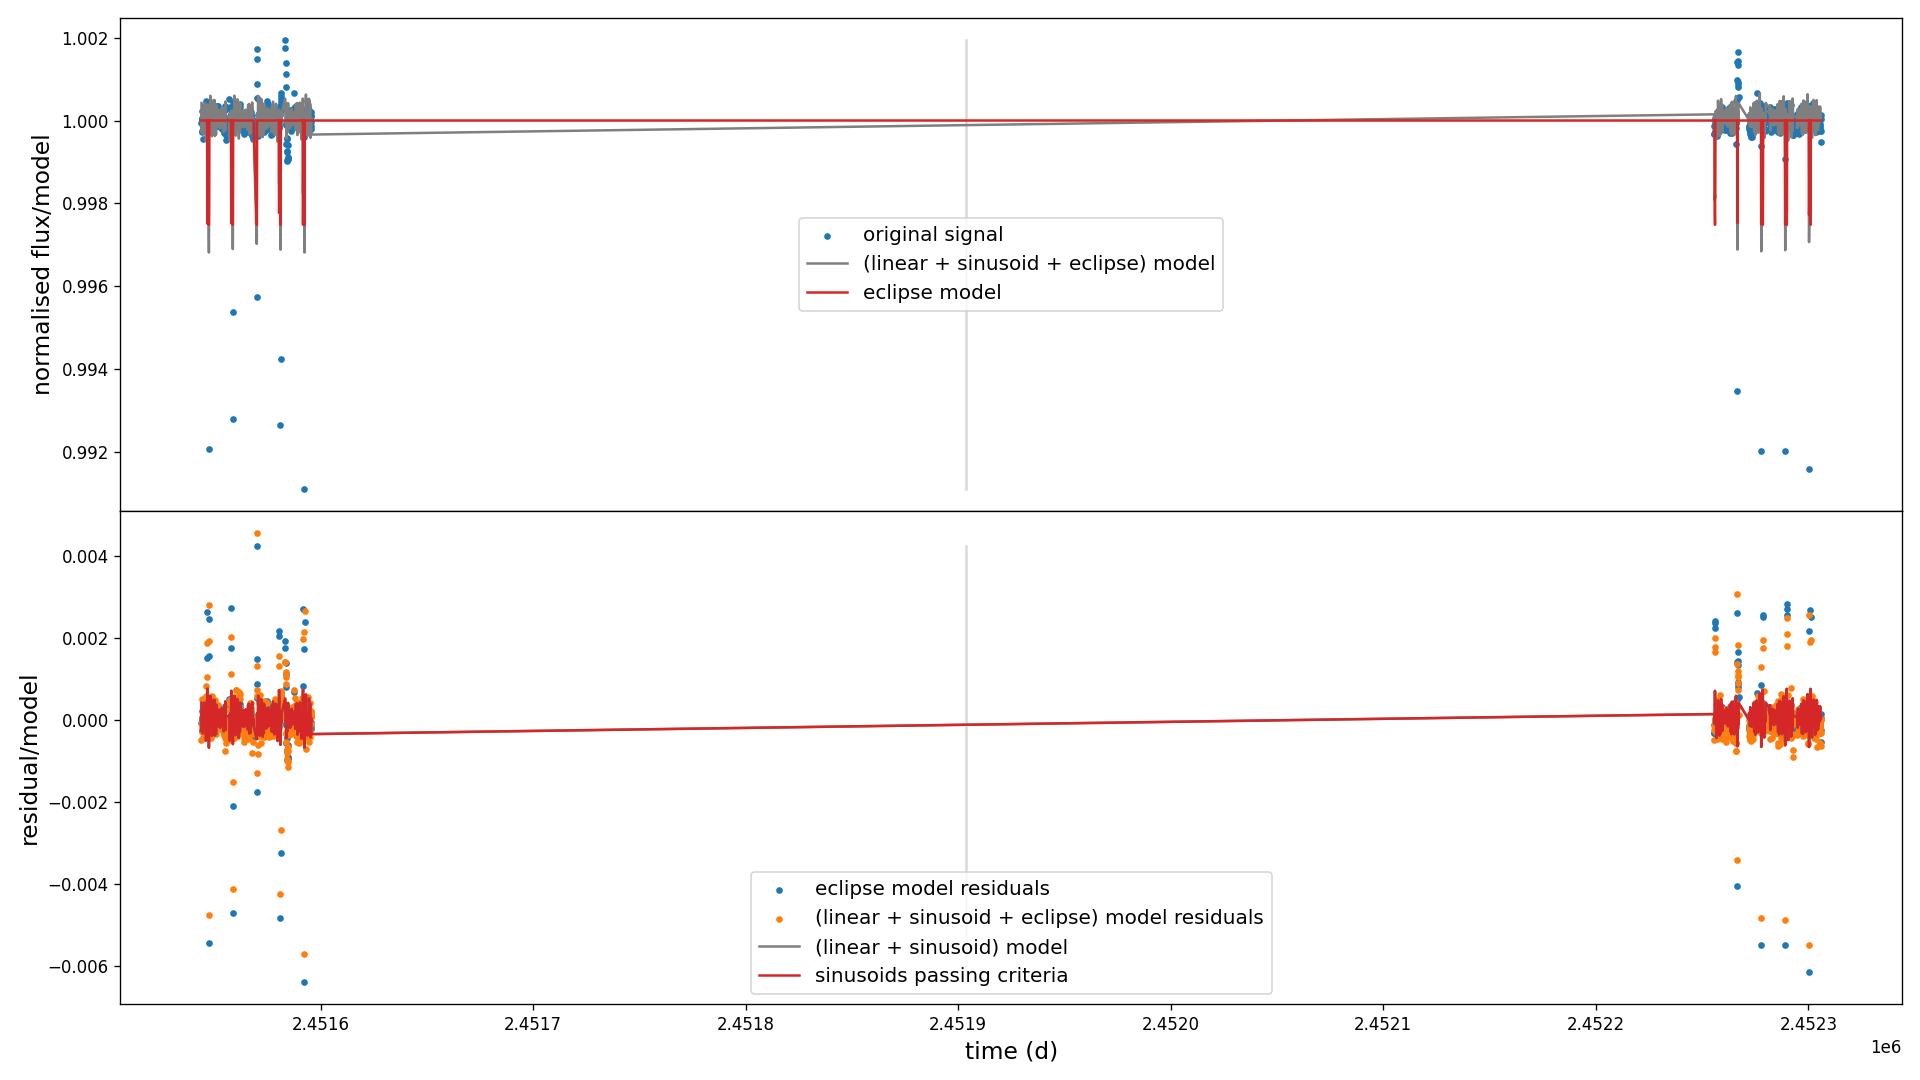 1.002
1.000
0.998
0.996
0.994
0.992
normalised flux/model
original signal
(linear + sinusoid + eclipse) model
eclipse model
0.004
0.002
0.000
−0.002
−0.004
−0.006
residual/model
eclipse model residuals
(linear + sinusoid + eclipse) model residuals
(linear + sinusoid) model
sinusoids passing criteria
2.4516 2.4517 2.4518 2.4519 2.4520 2.4521 2.4522 2.4523
time (d)
1e6